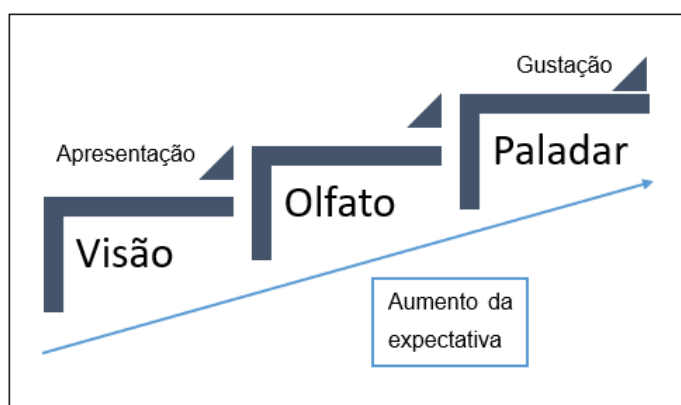 Gustação
Apresentação
Paladar
Olfato
Visão
Aumento da
expectativa